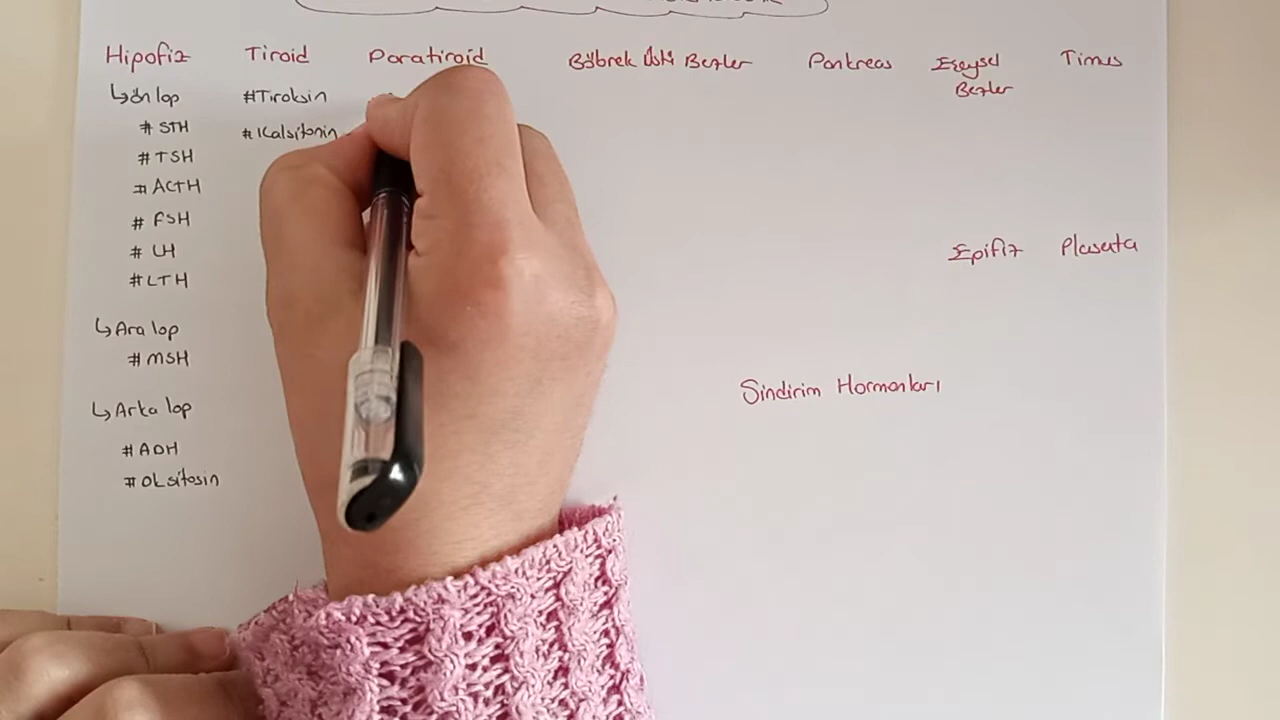 Hipofiz
↳ön lop
#STH
#TSH
#ACTH
#FSH
#LH
#LTH
↳Ara lop
#MSH
↳Arka lop
#ADH
#Oksitosin
Tiroid
#Tiroksin
#Kalsitonin
Paratiroid
Böbrek Üstü Bezler
Pankreas
Eşeysel
Bezler
Timus
Epifiz
Plasenta
Sindirim Hormonları